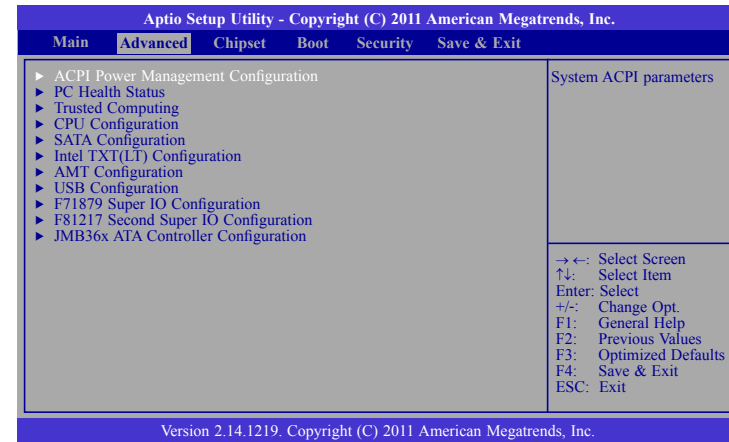 Aptio Setup Utility - Copyright (C) 2011 American Megatrends, Inc.
Main Advanced Chipset Boot Security Save & Exit
► ACPI Power Management Configuration
► PC Health Status
► Trusted Computing
► CPU Configuration
► SATA Configuration
► Intel TXT(LT) Configuration
► AMT Configuration
► USB Configuration
► F71879 Super IO Configuration
► F81217 Second Super IO Configuration
► JMB36x ATA Controller Configuration
System ACPI parameters
→←: Select Screen
↑↓: Select Item
Enter: Select
+/-: Change Opt.
F1: General Help
F2: Previous Values
F3: Optimized Defaults
F4: Save & Exit
ESC: Exit
Version 2.14.1219. Copyright (C) 2011 American Megatrends, Inc.